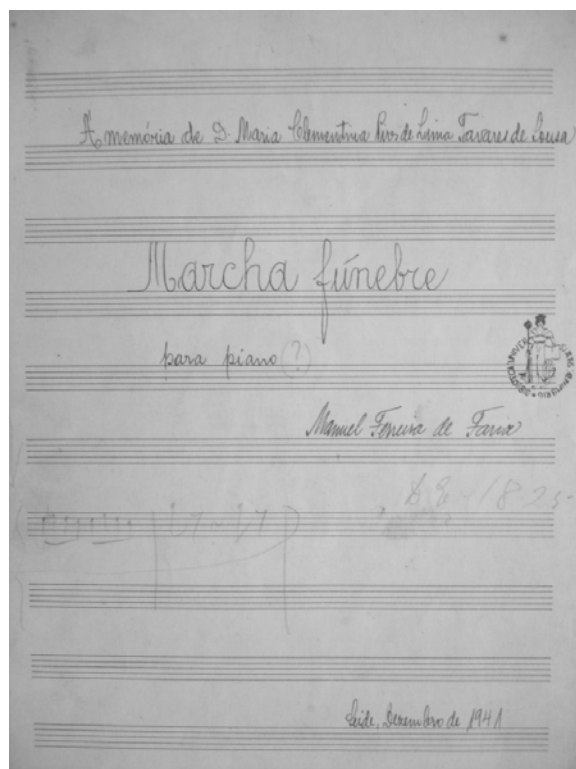 À memória de D. Maria Clementina Pires de Lima Tavares de Sousa
Marcha fúnebre
para piano (?)
Manuel Ferreira de Faria
Seide, Dezembro de 1941